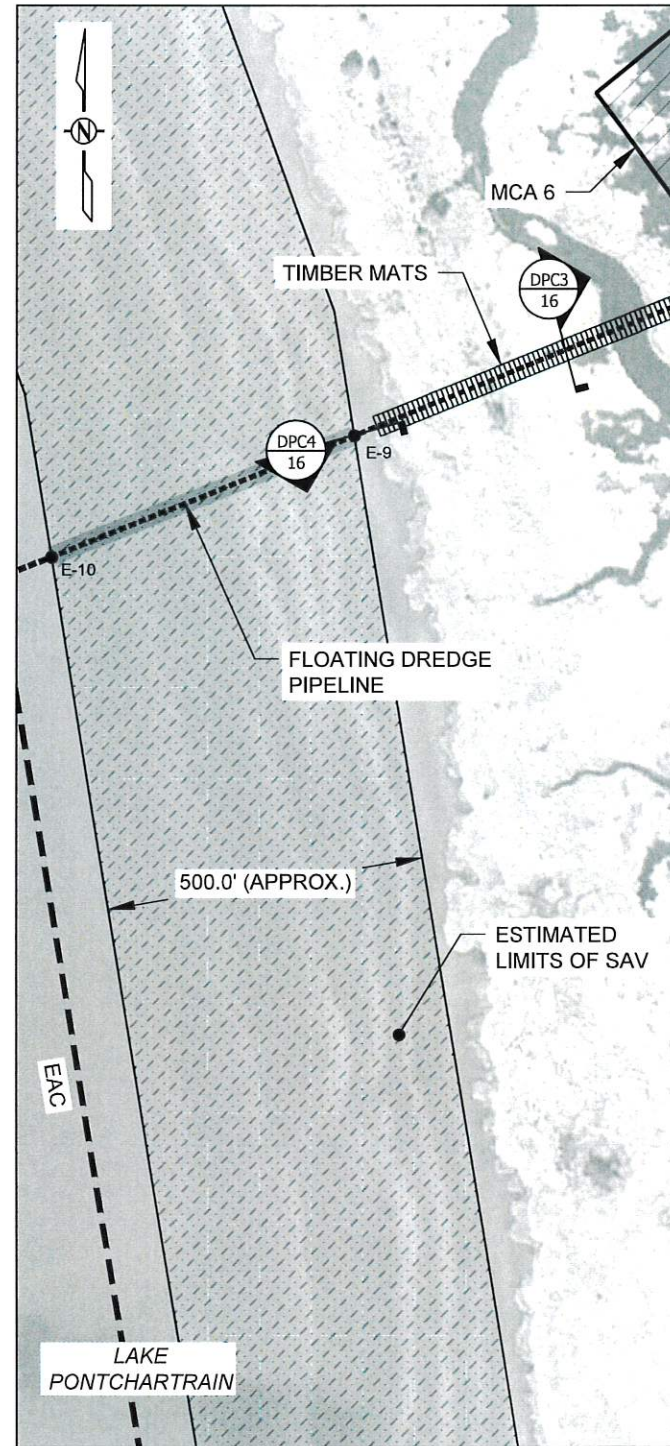 N
MCA 6
TIMBER MATS
DPC3
16
DPC4
16
E-9
E-10
FLOATING DREDGE
PIPELINE
500.0' (APPROX.)
ESTIMATED
LIMITS OF SAV
EAC
LAKE
PONTCHARTRAIN